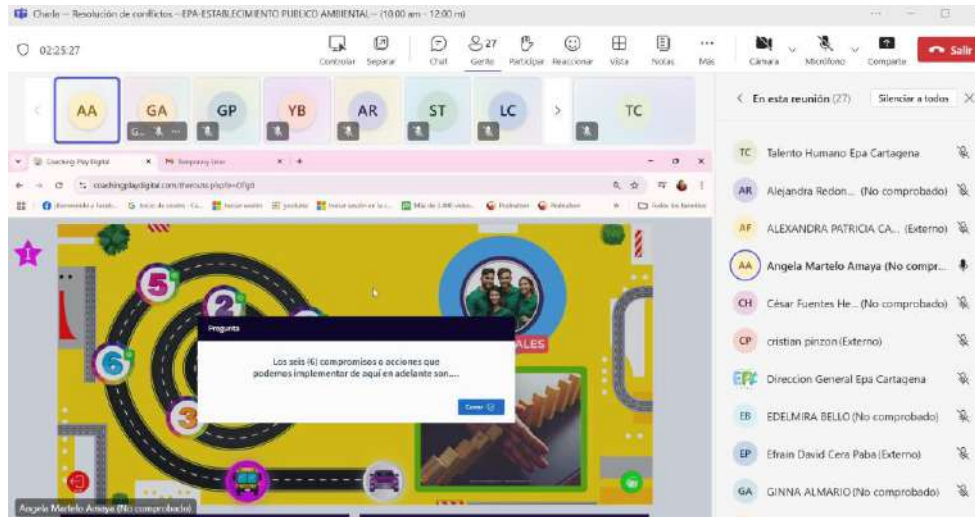 Charla -- Resolución de conflictos --EPA-ESTABLECIMIENTO PUBLICO AMBIENTAL-- (10:00 am - 12:00 m)
02:25:27
Controlar
Separar
Chat
Gente
27
Participar
Reaccionar
Vista
Notas
Más
Cámara
Micrófono
Compartir
Salir
AA
GA
GP
YB
AR
ST
LC
TC
G...
En esta reunión (27)
Silenciar a todos
Coaching Play Digital
TC
Talento Humano Epa Cartagena
AR
Alejandra Redon... (No comprobado)
AF
ALEXANDRA PATRICIA CA... (Externo)
AA
Angela Martelo Amaya (No compr...
CH
César Fuentes He... (No comprobado)
CP
cristian pinzon (Externo)
EPA
Direccion General Epa Cartagena
EB
EDELMIRA BELLO (No comprobado)
EP
Efrain David Cera Paba (Externo)
GA
GINNA ALMARIO (No comprobado)
1
5
2
6
3
ALES
Pregunta
Los seis (6) compromisos o acciones que
podemos implementar de aquí en adelante son.....
Cerrar
Angela Martelo Amaya (No comprobado)